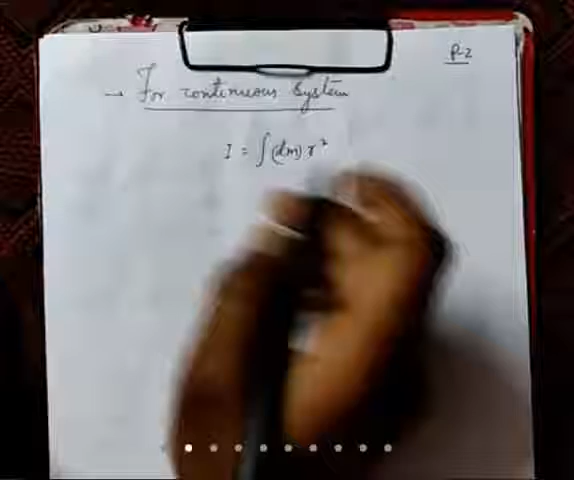 P-2
→ For continuous system
I = ∫(dm) r²